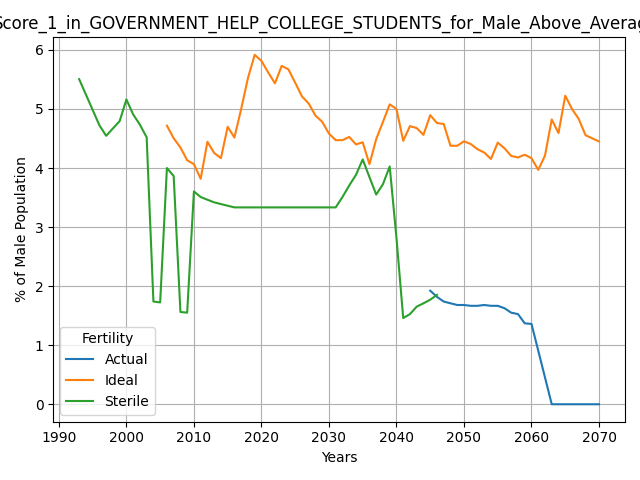 Score_1_in_GOVERNMENT_HELP_COLLEGE_STUDENTS_for_Male_Above_Averag
6
5
4
3
2
1
0
% of Male Population
Fertility
Actual
Ideal
Sterile
1990 2000 2010 2020 2030 2040 2050 2060 2070
Years